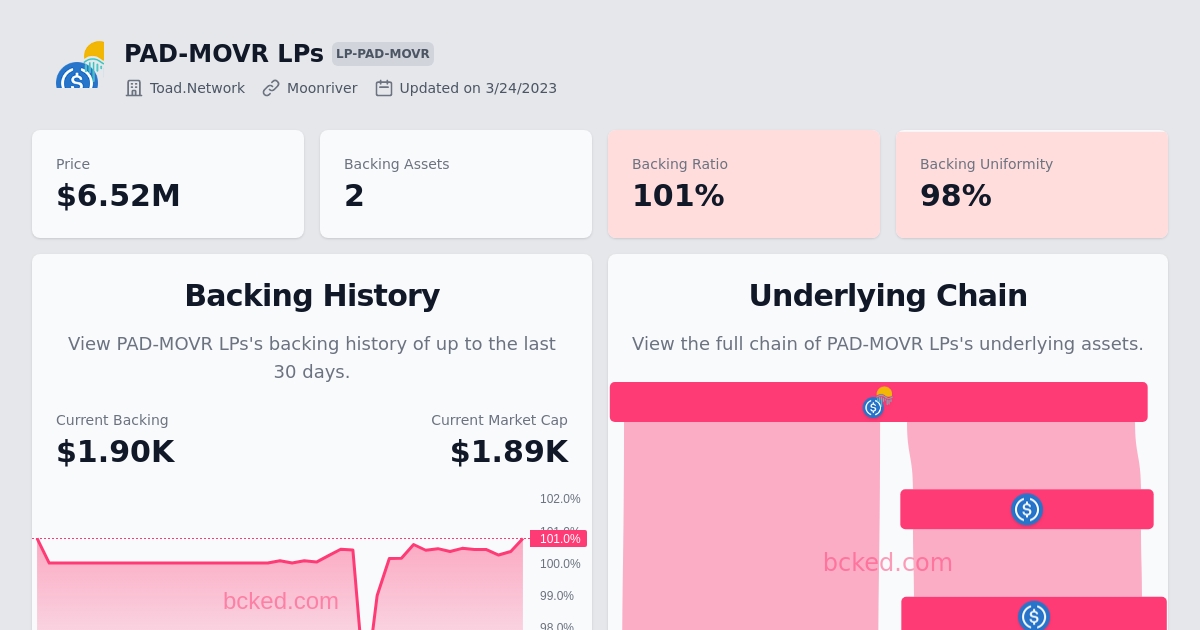 PAD-MOVR LPs LP-PAD-MOVR
Toad.Network Moonriver Updated on 3/24/2023
Price
$6.52M
Backing Assets
2
Backing Ratio
101%
Backing Uniformity
98%
Backing History
View PAD-MOVR LPs's backing history of up to the last
30 days.
Current Backing
$1.90K
Current Market Cap
$1.89K
102.0%
101.0%
101.0%
100.0%
99.0%
98.0%
bcked.com
Underlying Chain
View the full chain of PAD-MOVR LPs's underlying assets.
bcked.com